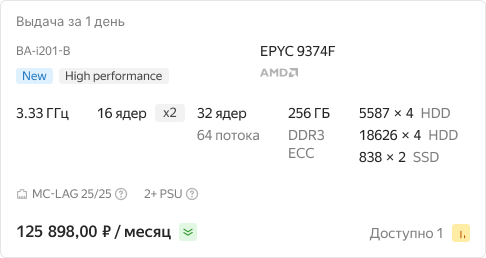 Выдача за 1 день
BA-i201-B
EPYC 9374F
New High performance
AMD
3.33 ГГц 16 ядер x2 32 ядер 256 ГБ 5587 × 4 HDD
64 потока DDR3 18626 × 4 HDD
ECC 838 × 2 SSD
MC-LAG 25/25 2+ PSU
125 898,00 ₽ / месяц
Доступно 1